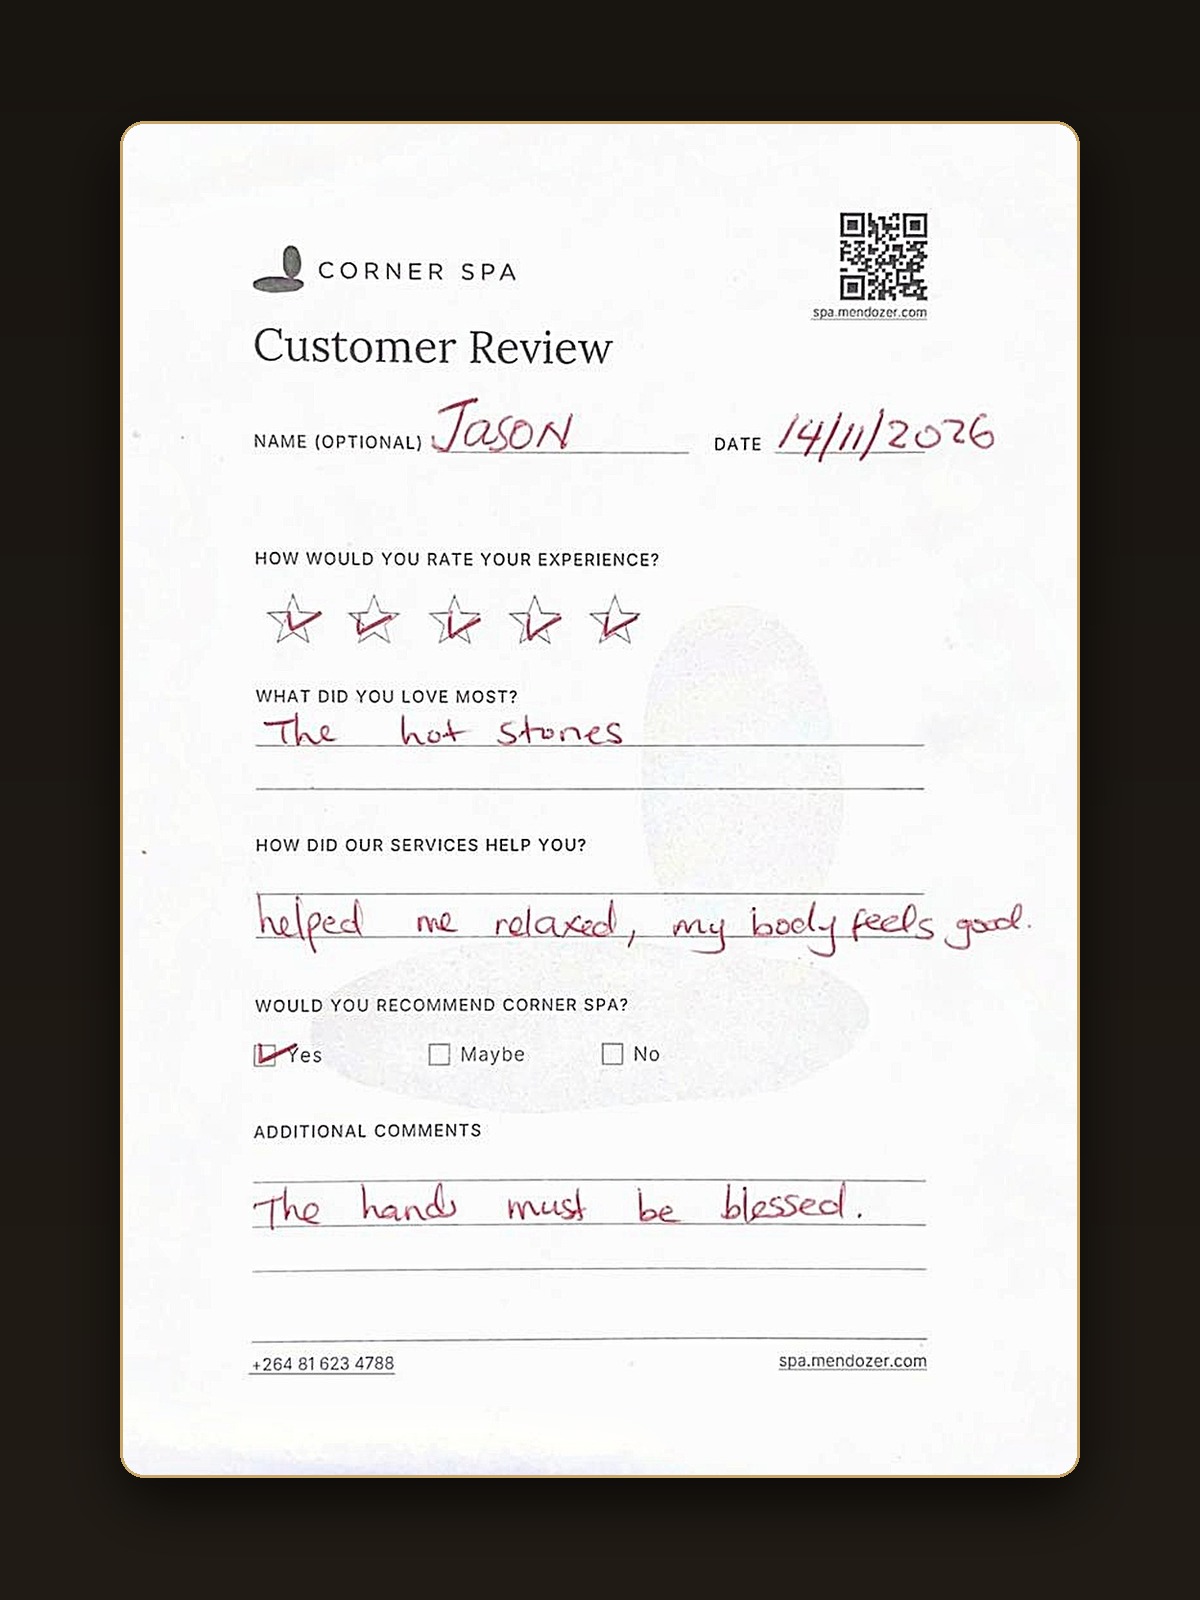 CORNER SPA
spa.mendozer.com
Customer Review
NAME (OPTIONAL) Jason DATE 14/11/2026
HOW WOULD YOU RATE YOUR EXPERIENCE?
WHAT DID YOU LOVE MOST?
The hot stones
HOW DID OUR SERVICES HELP YOU?
helped me relaxed, my body feels good.
WOULD YOU RECOMMEND CORNER SPA?
Yes Maybe No
ADDITIONAL COMMENTS
The hands must be blessed.
+264 81 623 4788 spa.mendozer.com